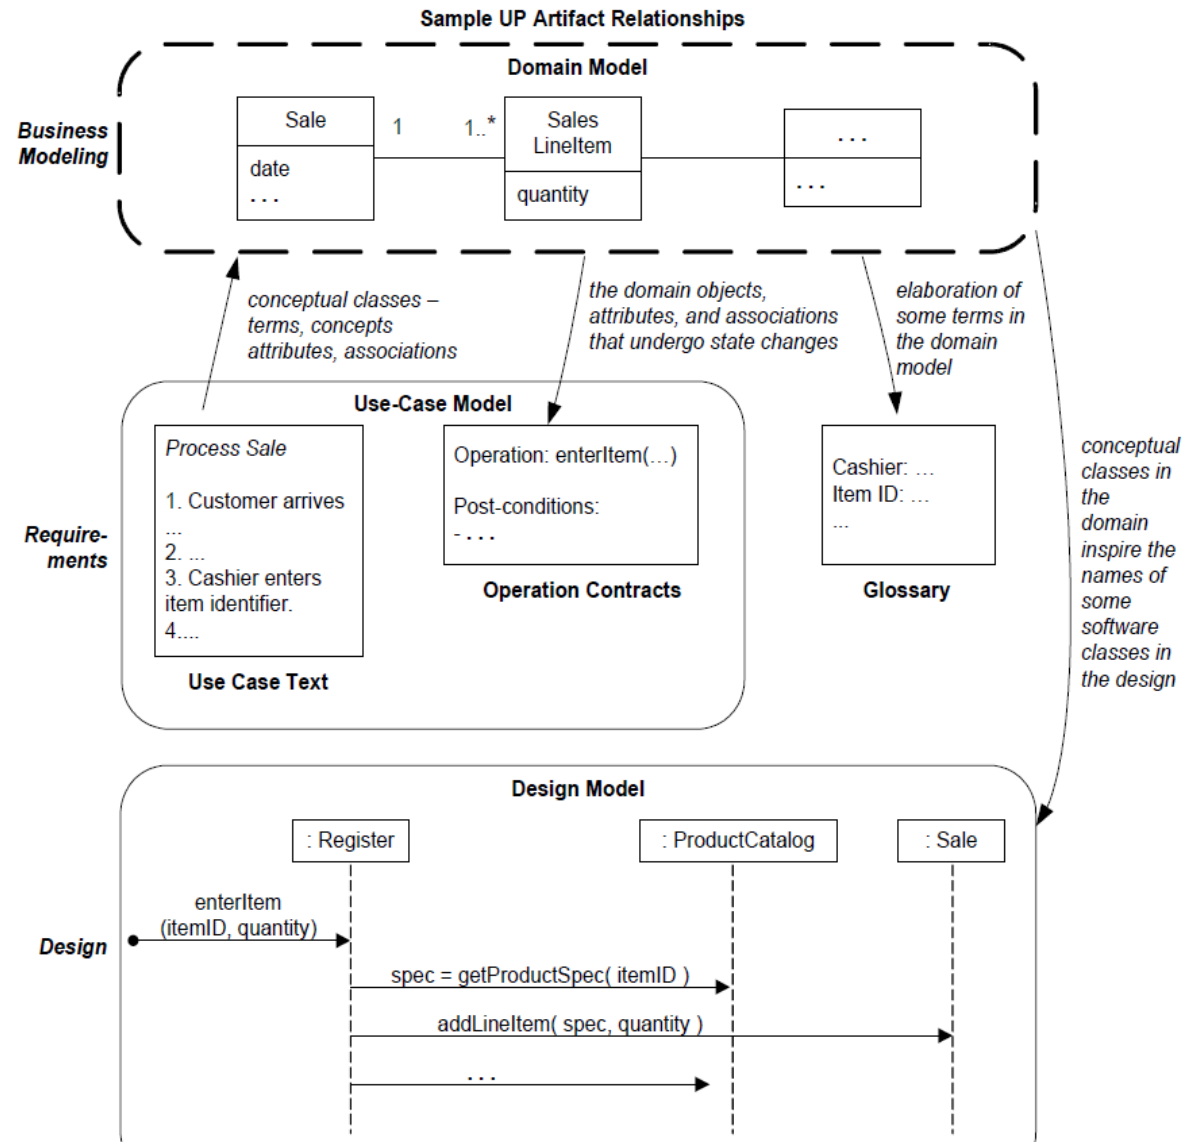 Sample UP Artifact Relationships
Domain Model
Business
Modeling
Sale
date
. . .
1
1..*
Sales
LineItem
quantity
. . .
. . .
conceptual classes –
terms, concepts
attributes, associations
the domain objects,
attributes, and associations
that undergo state changes
elaboration of
some terms in
the domain
model
conceptual
classes in
the
domain
inspire the
names of
some
software
classes in
the design
Require-
ments
Use-Case Model
Process Sale
1. Customer arrives
...
2. ...
3. Cashier enters
item identifier.
4....
Use Case Text
Operation: enterItem(…)
Post-conditions:
- . . .
Operation Contracts
Cashier: …
Item ID: …
...
Glossary
Design
Design Model
: Register
: ProductCatalog
: Sale
enterItem
(itemID, quantity)
spec = getProductSpec( itemID )
addLineItem( spec, quantity )
. . .